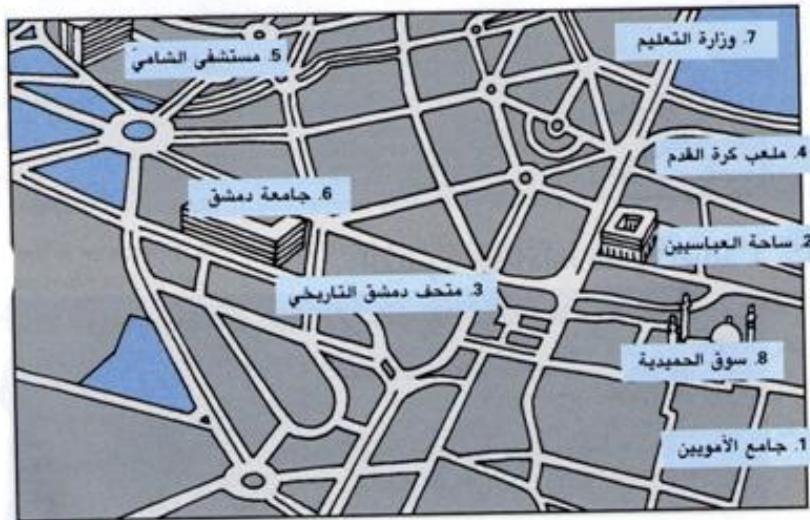 7. وزارة التعليم
5. مستشفى الشاميّ
4. ملعب كرة القدم
6. جامعة دمشق
2. ساحة العباسيين
3. متحف دمشق التاريخي
8. سوق الحميدية
1. جامع الأمويين